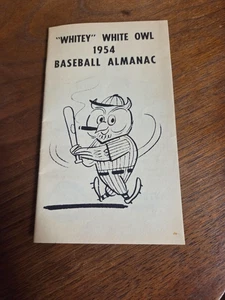 "WHITEY" WHITE OWL
1954
BASEBALL ALMANAC